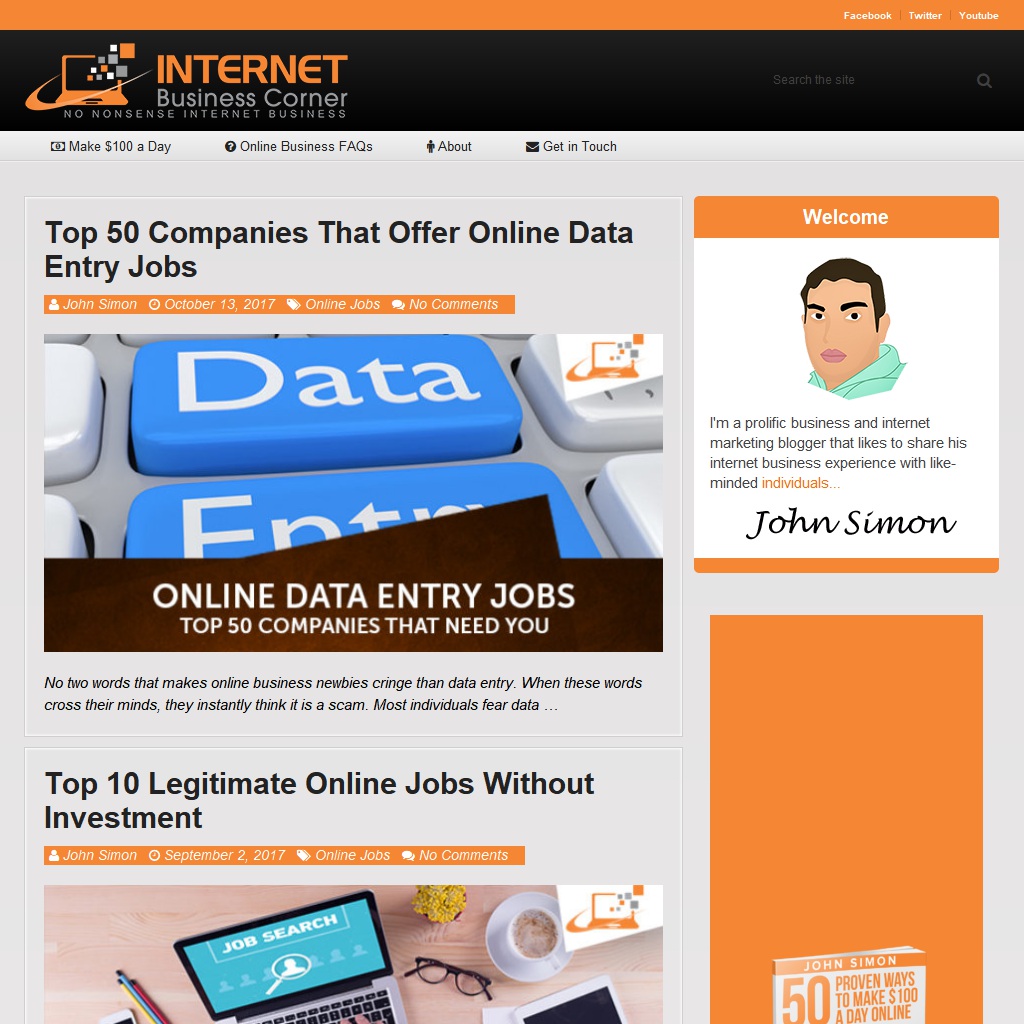 Facebook
Twitter
Youtube
INTERNET
Business Corner
NO NONSENSE INTERNET BUSINESS
Search the site
Make $100 a Day
Online Business FAQs
About
Get in Touch
Top 50 Companies That Offer Online Data
Entry Jobs
John Simon October 13, 2017 Online Jobs No Comments
Data
Entry
ONLINE DATA ENTRY JOBS
TOP 50 COMPANIES THAT NEED YOU
No two words that makes online business newbies cringe than data entry. When these words
cross their minds, they instantly think it is a scam. Most individuals fear data …
Top 10 Legitimate Online Jobs Without
Investment
John Simon September 2, 2017 Online Jobs No Comments
JOB SEARCH
Welcome
I'm a prolific business and internet
marketing blogger that likes to share his
internet business experience with like-
minded individuals...
John Simon
JOHN SIMON
50 PROVEN WAYS
TO MAKE $100
A DAY ONLINE